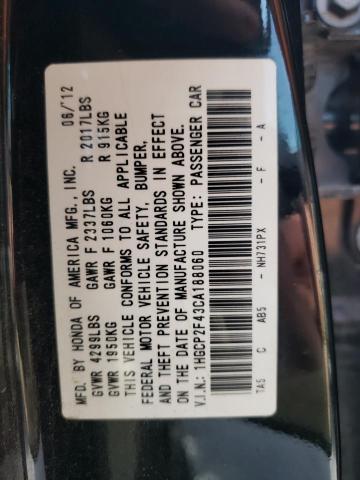 MFD. BY HONDA OF AMERICA MFG., INC. 06/'12
GVWR 4299LBS GAWR F 2337LBS R 2017LBS
GVWR 1950KG GAWR F 1060KG R 915KG
THIS VEHICLE CONFORMS TO ALL APPLICABLE
FEDERAL MOTOR VEHICLE SAFETY, BUMPER,
AND THEFT PREVENTION STANDARDS IN EFFECT
ON THE DATE OF MANUFACTURE SHOWN ABOVE.
V.I.N.: 1HGCP2F43CA188060 TYPE: PASSENGER CAR
TA5 C AB5 - NH731PX - F - A